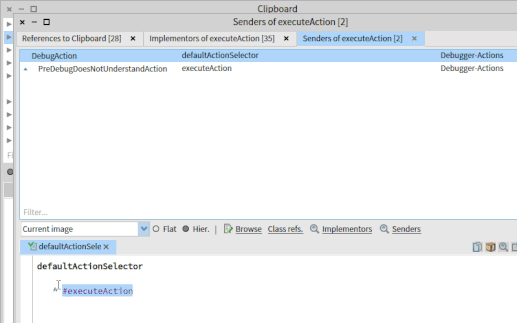 Clipboard
Senders of executeAction [2]
References to Clipboard [28] Implementors of executeAction [35] Senders of executeAction [2]
DebugAction defaultActionSelector Debugger-Actions
PreDebugDoesNotUnderstandAction executeAction Debugger-Actions
Fi
Filter...
Current image Flat Hier. | Browse Class refs. Implementors Senders
defaultActionSele
defaultActionSelector
^ #executeAction